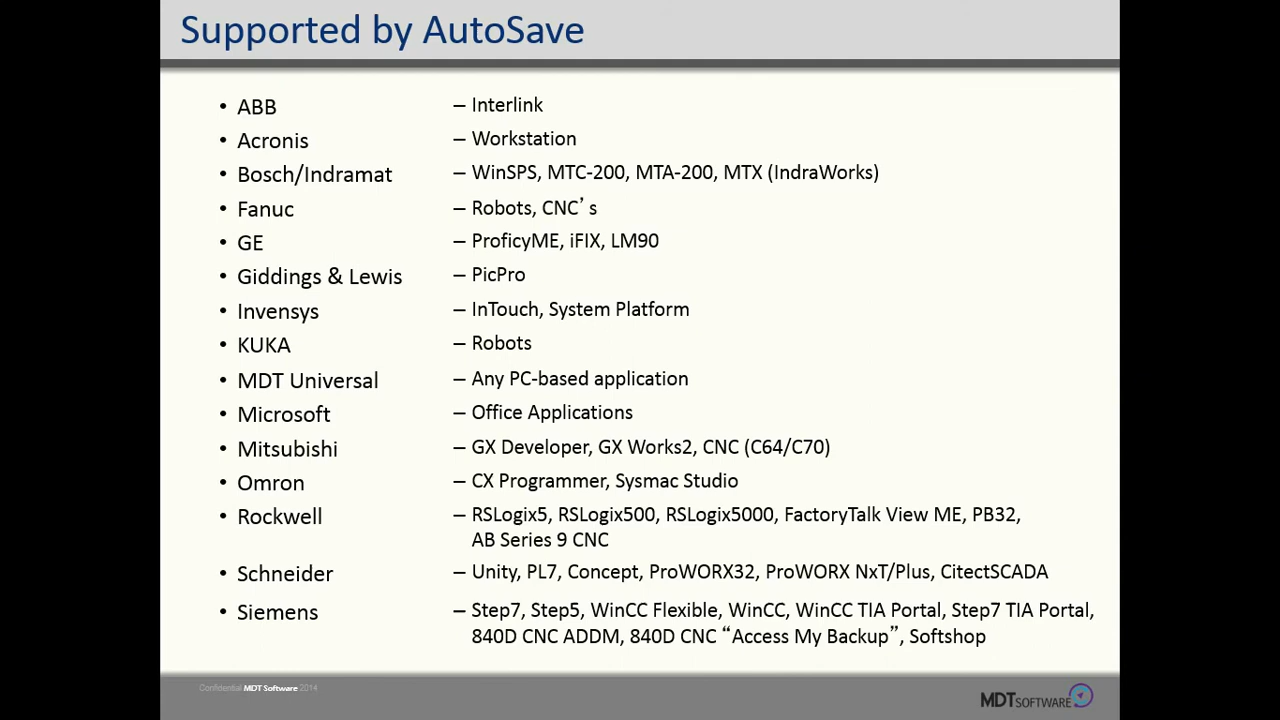 Supported by AutoSave
• ABB – Interlink
• Acronis – Workstation
• Bosch/Indramat – WinSPS, MTC-200, MTA-200, MTX (IndraWorks)
• Fanuc – Robots, CNC’s
• GE – ProficyME, iFIX, LM90
• Giddings & Lewis – PicPro
• Invensys – InTouch, System Platform
• KUKA – Robots
• MDT Universal – Any PC-based application
• Microsoft – Office Applications
• Mitsubishi – GX Developer, GX Works2, CNC (C64/C70)
• Omron – CX Programmer, Sysmac Studio
• Rockwell – RSLogix5, RSLogix500, RSLogix5000, FactoryTalk View ME, PB32,
AB Series 9 CNC
• Schneider – Unity, PL7, Concept, ProWORX32, ProWORX NxT/Plus, CitectSCADA
• Siemens – Step7, Step5, WinCC Flexible, WinCC, WinCC TIA Portal, Step7 TIA Portal,
840D CNC ADDM, 840D CNC “Access My Backup”, Softshop
Confidential MDT Software 2014
MDTSOFTWARE